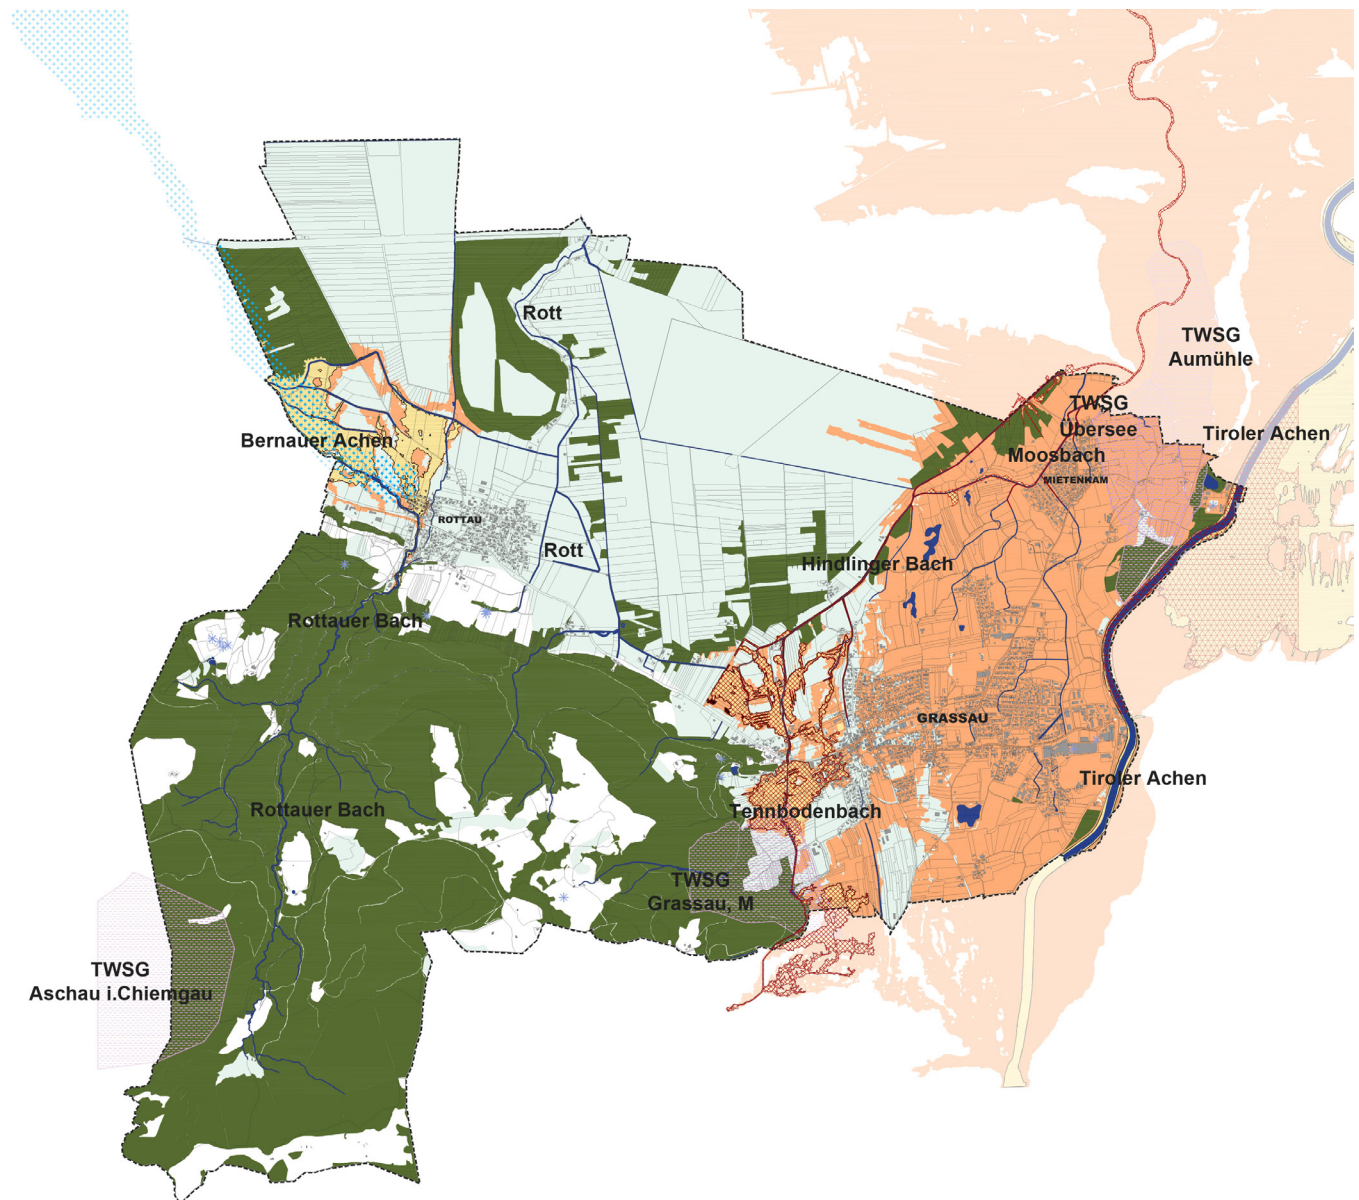 Rott
TWSG
Aumühle
TWSG
Übersee
Tiroler Achen
Bernauer Achen
Moosbach
MIETENKAM
ROTTAU
Rott
Hindlinger Bach
Rottauer Bach
GRASSAU
Tiroler Achen
Rottauer Bach
Tennbodenbach
TWSG
Grassau, M
TWSG
Aschau i.Chiemgau